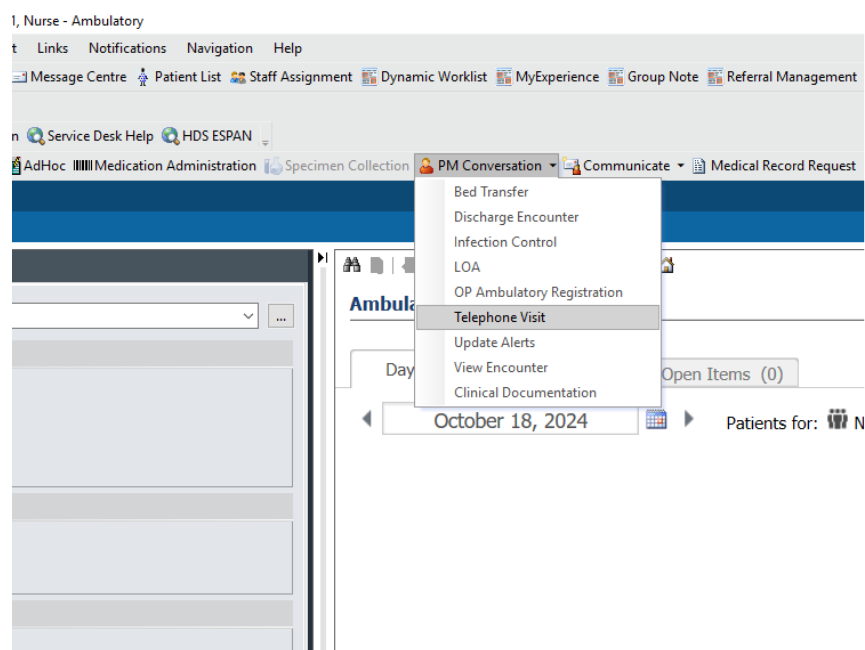 1, Nurse - Ambulatory
t Links Notifications Navigation Help
Message Centre Patient List Staff Assignment Dynamic Worklist MyExperience Group Note Referral Management
n Service Desk Help HDS ESPAN
AdHoc Medication Administration Specimen Collection PM Conversation Communicate Medical Record Request
Bed Transfer
Discharge Encounter
Infection Control
LOA
OP Ambulatory Registration
Telephone Visit
Update Alerts
View Encounter
Clinical Documentation
...
Ambula
Day
Open Items (0)
October 18, 2024
Patients for: N